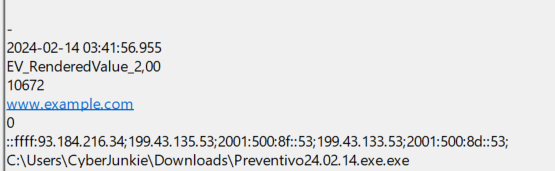 -
2024-02-14 03:41:56.955
EV_RenderedValue_2,00
10672
www.example.com
0
::ffff:93.184.216.34;199.43.135.53;2001:500:8f::53;199.43.133.53;2001:500:8d::53;
C:\Users\CyberJunkie\Downloads\Preventivo24.02.14.exe.exe